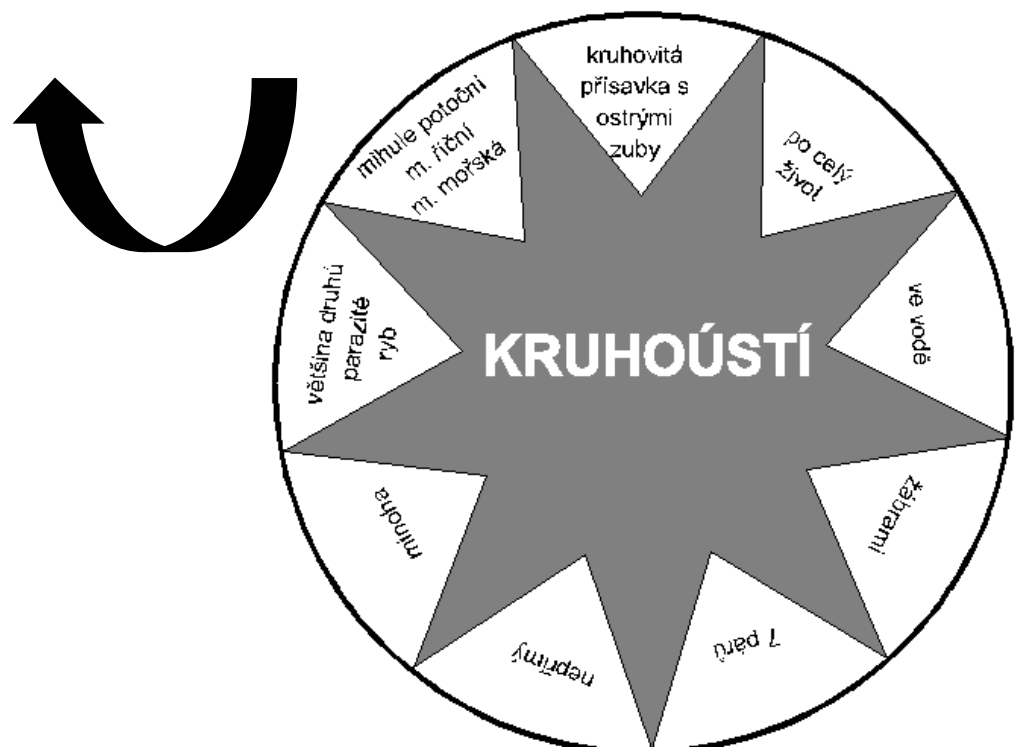 kruhovitá
přísavka s
ostrými
zuby
po celý
život
ve vodě
žábrami
7 párů
nepřímý
minoha
většina druhů
parazité
ryb
mihule potoční
m. říční
m. mořská
KRUHOÚSTÍ